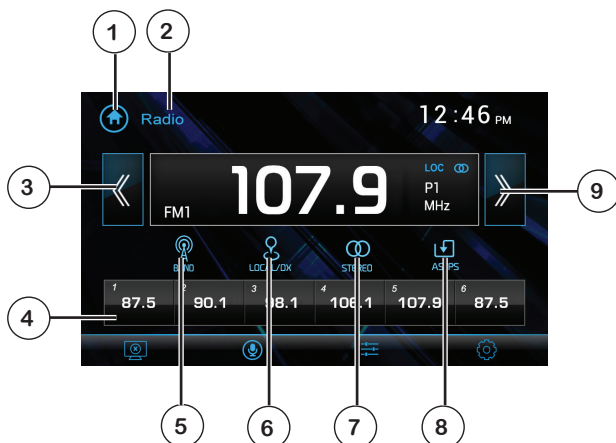 1 2
Radio 12:46 PM
3 FM1 107.9 LOC P1 MHz 9
BAND LOCAL/DX STEREO AS/PS
4
1 87.5 2 90.1 3 98.1 4 106.1 5 107.9 6 87.5
5 6 7 8